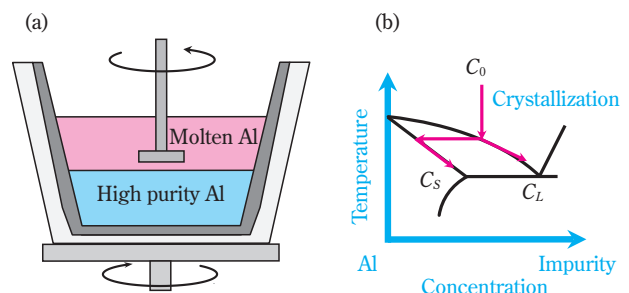 (a)
Molten Al
High purity Al
(b)
C0
Crystallization
Temperature
CS
CL
Al
Impurity
Concentration